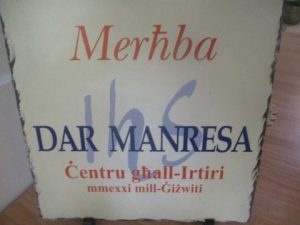 Merħba
ihs
DAR MANRESA
Ċentru għall-Irtiri
mmexxi mill-Ġiżwiti